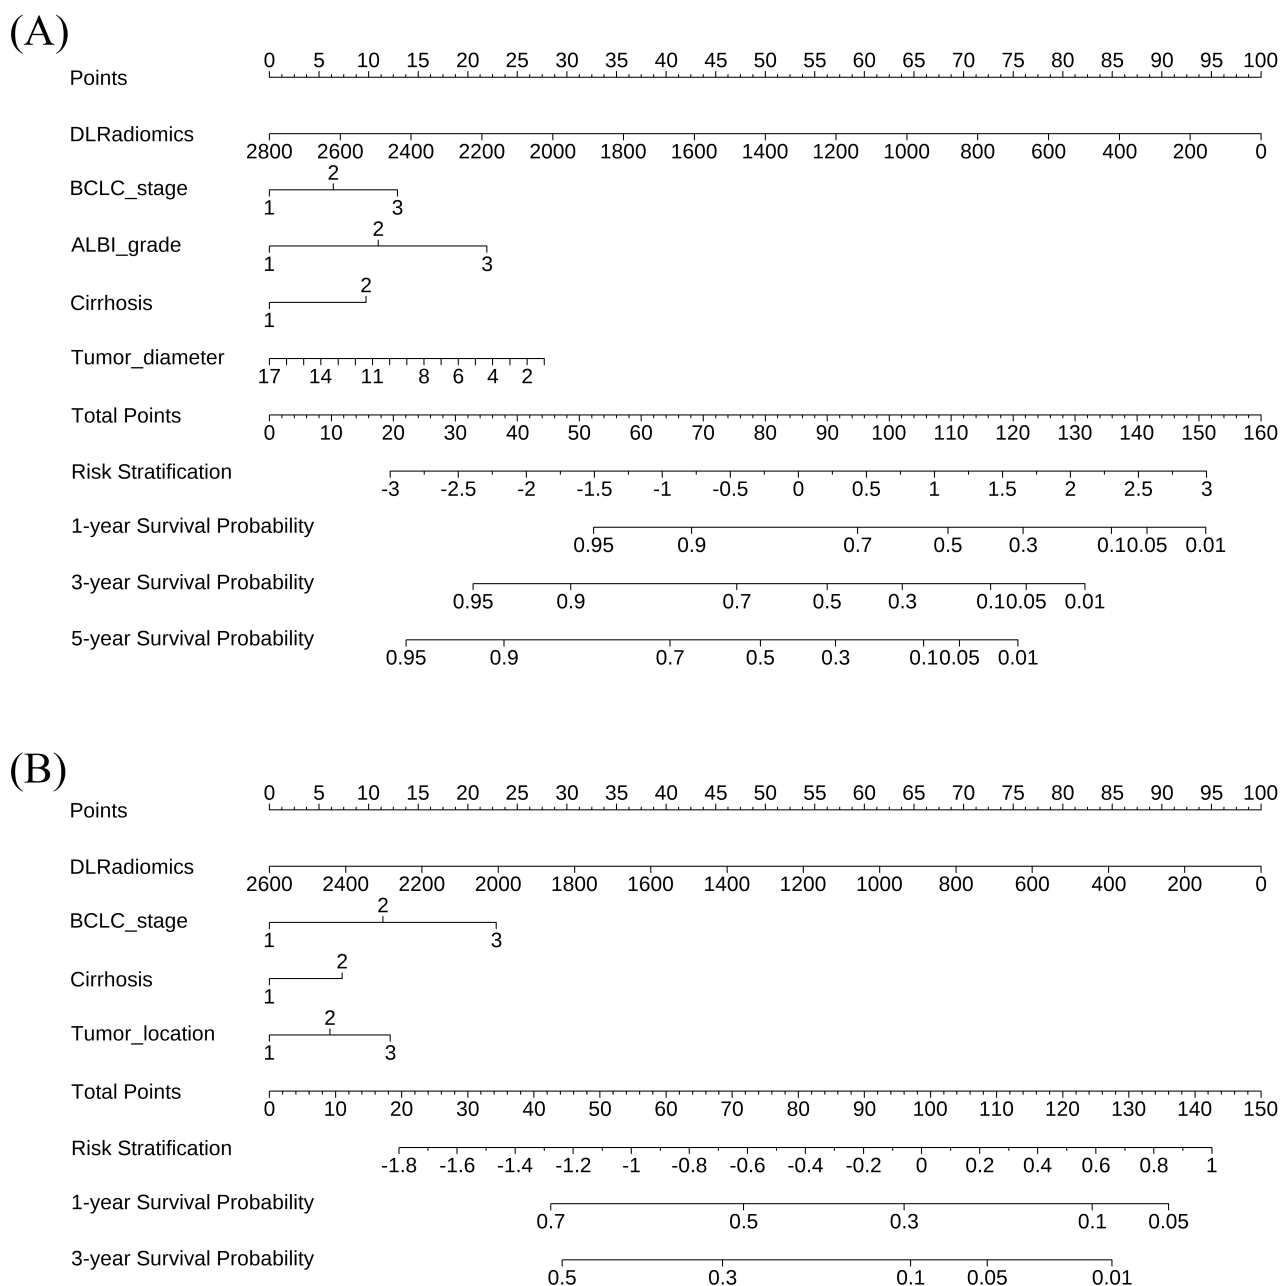 (A)
0 5 10 15 20 25 30 35 40 45 50 55 60 65 70 75 80 85 90 95 100
Points
DLRadiomics
2800 2600 2400 2200 2000 1800 1600 1400 1200 1000 800 600 400 200 0
2
BCLC_stage
1 3
2
ALBI_grade
1 3
2
Cirrhosis
1
Tumor_diameter
17 14 11 8 6 4 2
Total Points
0 10 20 30 40 50 60 70 80 90 100 110 120 130 140 150 160
Risk Stratification
-3 -2.5 -2 -1.5 -1 -0.5 0 0.5 1 1.5 2 2.5 3
1-year Survival Probability
0.95 0.9 0.7 0.5 0.3 0.10.05 0.01
3-year Survival Probability
0.95 0.9 0.7 0.5 0.3 0.10.05 0.01
5-year Survival Probability
0.95 0.9 0.7 0.5 0.3 0.10.05 0.01
(B)
0 5 10 15 20 25 30 35 40 45 50 55 60 65 70 75 80 85 90 95 100
Points
DLRadiomics
2600 2400 2200 2000 1800 1600 1400 1200 1000 800 600 400 200 0
2
BCLC_stage
1 3
2
Cirrhosis
1
2
Tumor_location
1 3
Total Points
0 10 20 30 40 50 60 70 80 90 100 110 120 130 140 150
Risk Stratification
-1.8 -1.6 -1.4 -1.2 -1 -0.8 -0.6 -0.4 -0.2 0 0.2 0.4 0.6 0.8 1
1-year Survival Probability
0.7 0.5 0.3 0.1 0.05
3-year Survival Probability
0.5 0.3 0.1 0.05 0.01